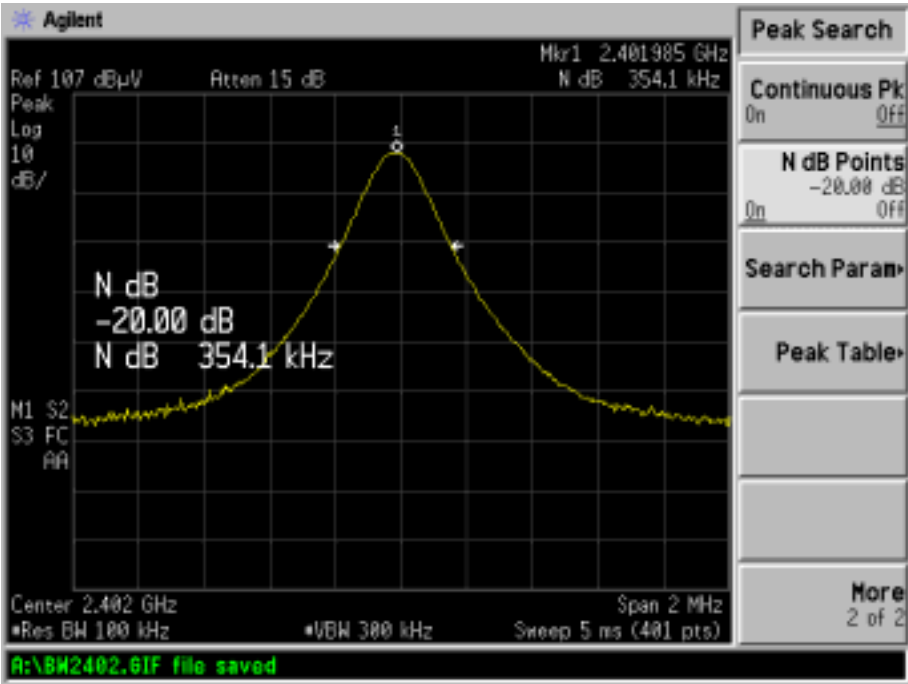 Agilent
Peak Search
Mkr1 2.401985 GHz
Ref 107 dBµV Atten 15 dB N dB 354.1 kHz
Peak
Log
10
dB/
1
Continuous Pk
On Off
N dB Points
-20.00 dB
On Off
Search Param
Peak Table
N dB
-20.00 dB
N dB 354.1 kHz
M1 S2
S3 FC
AA
Center 2.402 GHz Span 2 MHz
#Res BW 100 kHz #VBW 300 kHz Sweep 5 ms (401 pts)
More
2 of 2
A:\BW2402.GIF file saved